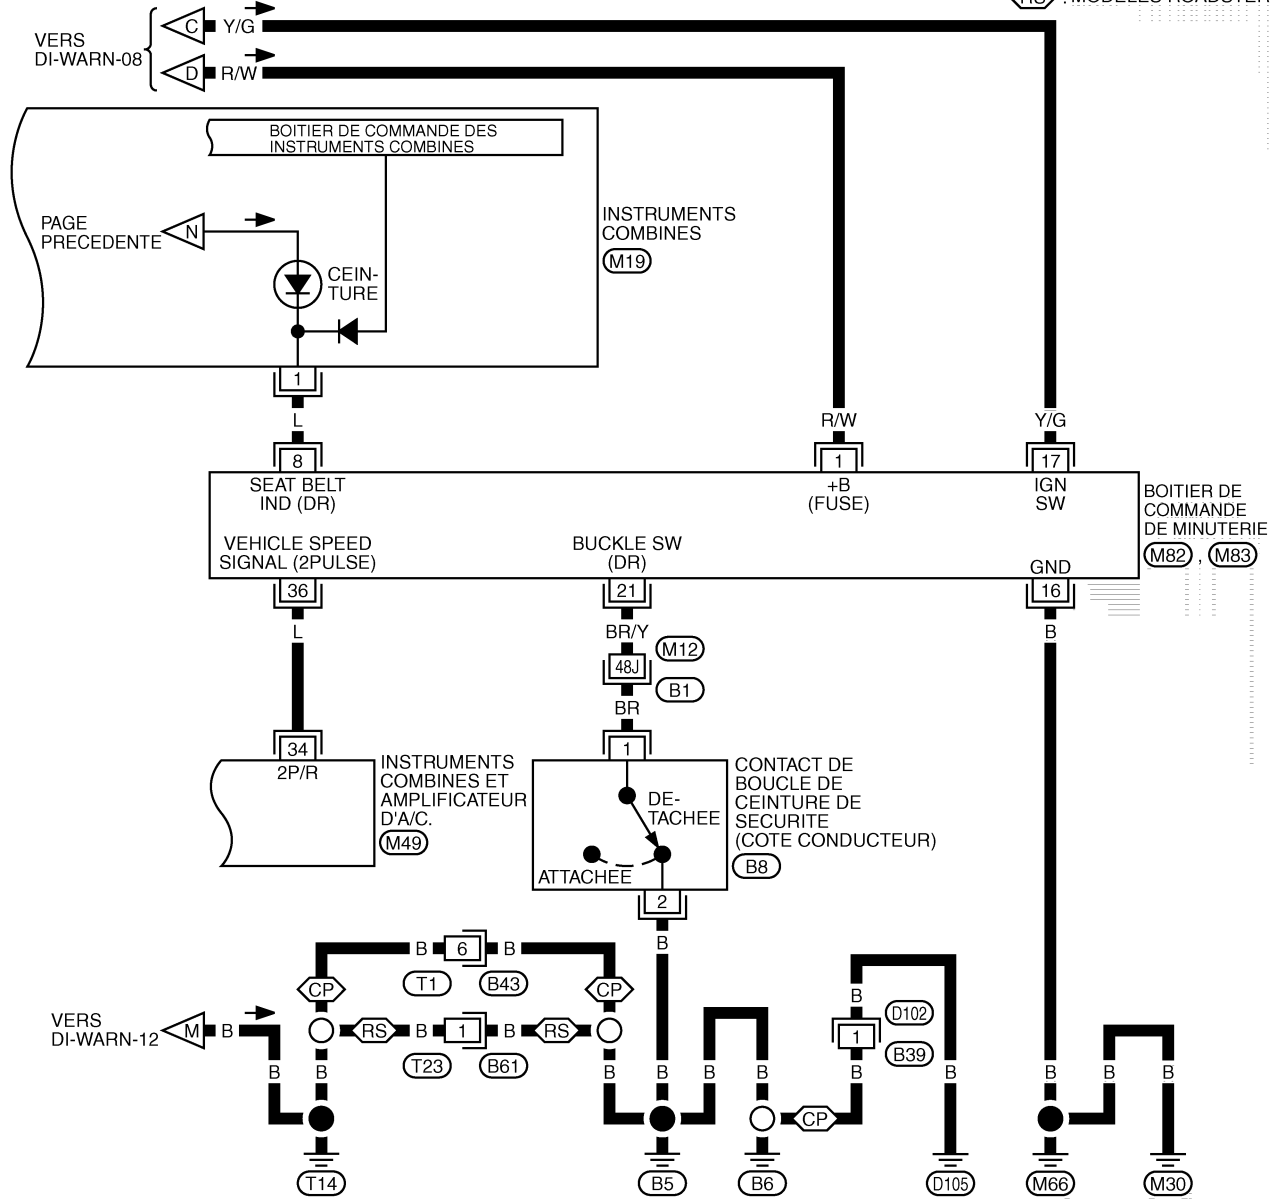 RS : MODELES ROADSTER
C Y/G
VERS
DI-WARN-08
D R/W
BOITIER DE COMMANDE DES
INSTRUMENTS COMBINES
PAGE
PRECEDENTE
N
CEIN-
TURE
INSTRUMENTS
COMBINES
M19
1
L
R/W
Y/G
8
1
17
SEAT BELT
IND (DR)
+B
(FUSE)
IGN
SW
BOITIER DE
COMMANDE
DE MINUTERIE
M82 , M83
VEHICLE SPEED
SIGNAL (2PULSE)
BUCKLE SW
(DR)
GND
36
21
16
L
BR/Y
B
M12
48J
B1
BR
34
1
2P/R
INSTRUMENTS
COMBINES ET
AMPLIFICATEUR
D'A/C.
M49
DE-
TACHEE
ATTACHEE
CONTACT DE
BOUCLE DE
CEINTURE DE
SECURITE
(COTE CONDUCTEUR)
B8
2
B
B 6 B
CP
T1
B43
CP
B
D102
VERS
DI-WARN-12
M B
RS B 1 B RS
1
B39
T23
B61
B B B B B B B B B B B
CP
T14
B5
B6
D105
M66
M30